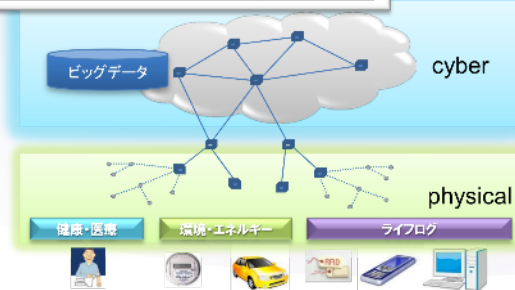 ビッグデータ
cyber
physical
健康・医療
環境・エネルギー
ライフログ
RFID